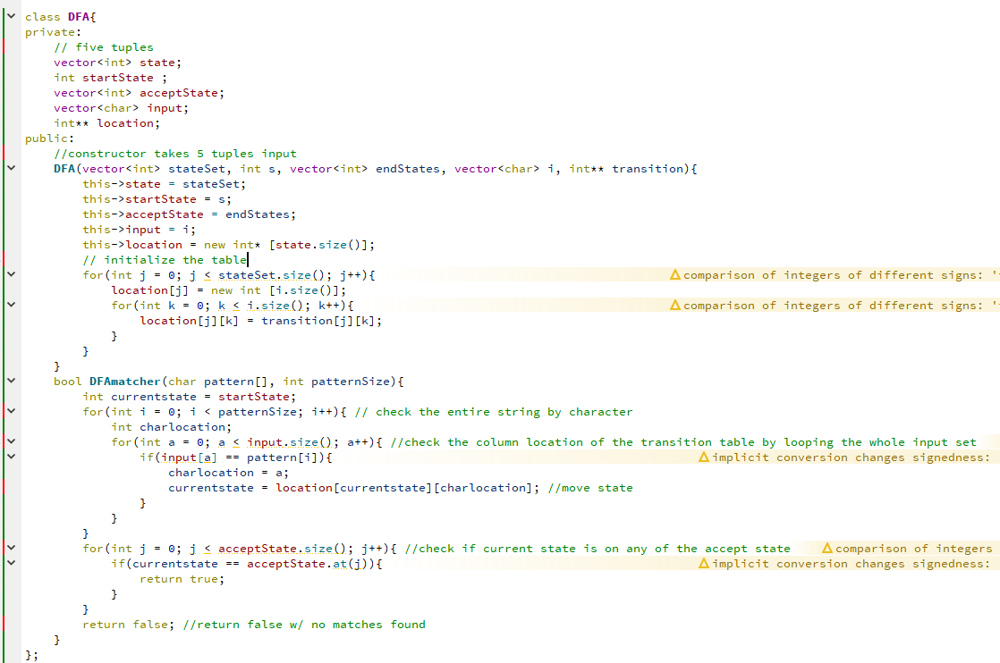 class DFA{
private:
    // five tuples
    vector<int> state;
    int startState ;
    vector<int> acceptState;
    vector<char> input;
    int** location;
public:
    //constructor takes 5 tuples input
    DFA(vector<int> stateSet, int s, vector<int> endStates, vector<char> i, int** transition){
        this->state = stateSet;
        this->startState = s;
        this->acceptState = endStates;
        this->input = i;
        this->location = new int* [state.size()];
        // initialize the table
        for(int j = 0; j < stateSet.size(); j++){ comparison of integers of different signs: '
            location[j] = new int [i.size()];
            for(int k = 0; k < i.size(); k++){ comparison of integers of different signs: '
                location[j][k] = transition[j][k];
            }
        }
    }
    bool DFAmatcher(char pattern[], int patternSize){
        int currentstate = startState;
        for(int i = 0; i < patternSize; i++){ // check the entire string by character
            int charlocation;
            for(int a = 0; a < input.size(); a++){ //check the column location of the transition table by looping the whole input set
                if(input[a] == pattern[i]){ implicit conversion changes signedness:
                    charlocation = a;
                    currentstate = location[currentstate][charlocation]; //move state
                }
            }
        }
        for(int j = 0; j < acceptState.size(); j++){ //check if current state is on any of the accept state comparison of integers
            if(currentstate == acceptState.at(j)){ implicit conversion changes signedness:
                return true;
            }
        }
        return false; //return false w/ no matches found
    }
};